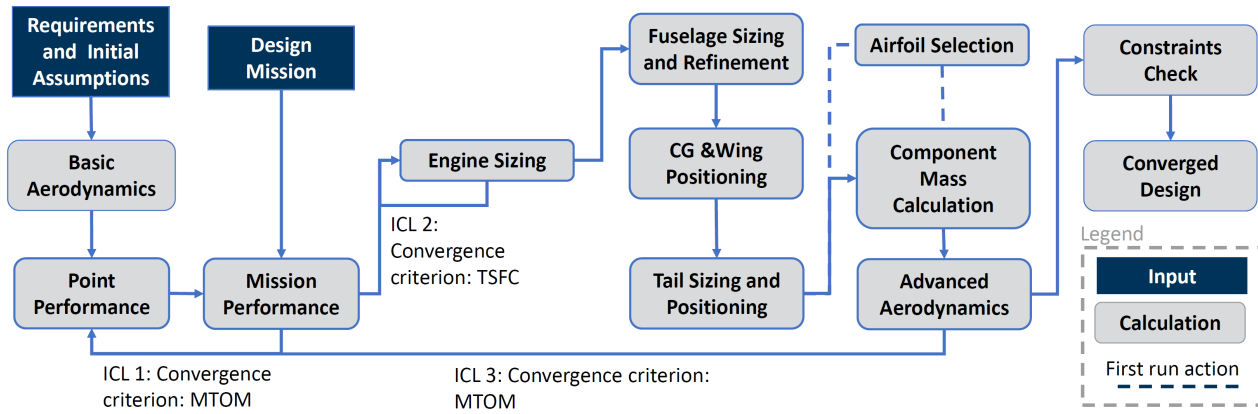 Requirements
and Initial
Assumptions
Design
Mission
Basic
Aerodynamics
Point
Performance
Mission
Performance
Engine Sizing
ICL 2:
Convergence
criterion: TSFC
Fuselage Sizing
and Refinement
CG &Wing
Positioning
Tail Sizing and
Positioning
Airfoil Selection
Component
Mass
Calculation
Advanced
Aerodynamics
Constraints
Check
Converged
Design
ICL 1: Convergence
criterion: MTOM
ICL 3: Convergence criterion:
MTOM
Legend
Input
Calculation
First run action